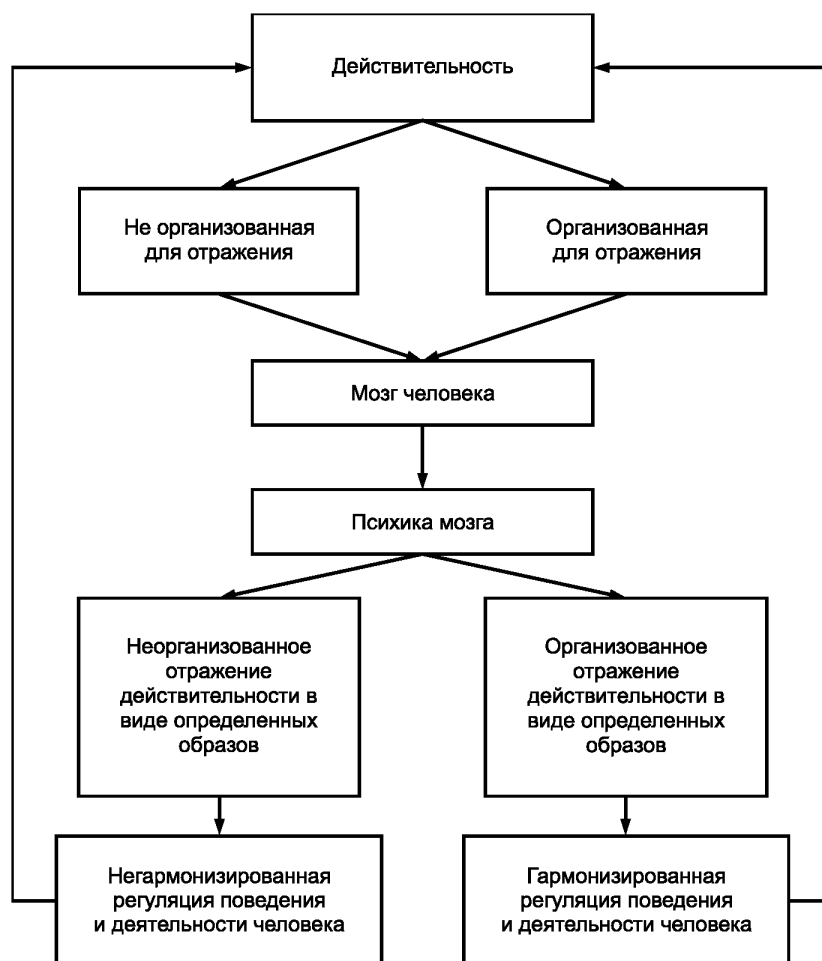 Действительность
Не организованная
для отражения
Организованная
для отражения
Мозг человека
Психика мозга
Неорганизованное
отражение
действительности в
виде определенных
образов
Организованное
отражение
действительности в
виде определенных
образов
Негармонизированная
регуляция поведения
и деятельности человека
Гармонизированная
регуляция поведения
и деятельности человека